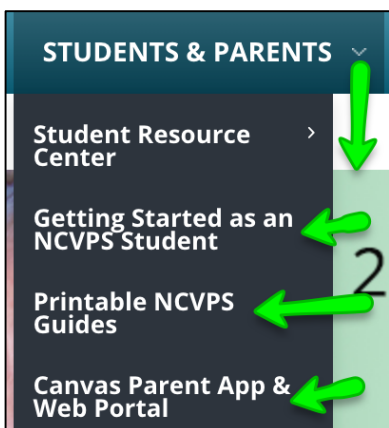 STUDENTS & PARENTS
Student Resource
Center
Getting Started as an
NCVPS Student
2
Printable NCVPS
Guides
Canvas Parent App &
Web Portal